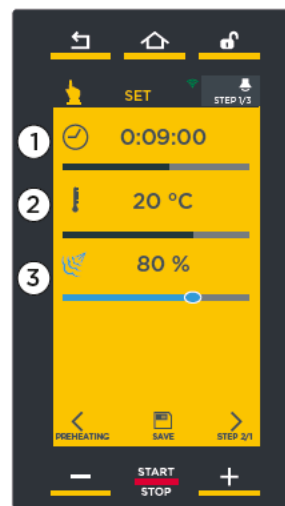 SET
STEP 1/3
1
0:09:00
2
20 °C
3
80 %
PREHEATING
SAVE
STEP 2/1
START
STOP